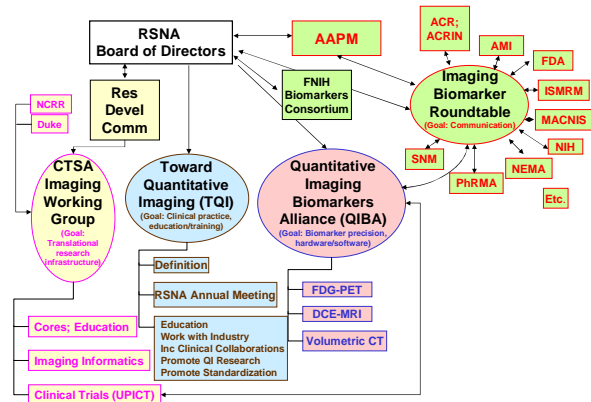 RSNA
Board of Directors
AAPM
ACR;
ACRIN
AMI
FDA
ISMRM
MACNIS
NIH
NEMA
PhRMA
SNM
Etc.
Imaging
Biomarker
Roundtable
(Goal: Communication)
FNIH
Biomarkers
Consortium
Res
Devel
Comm
NCRR
Duke
CTSA
Imaging
Working
Group
(Goal:
Translational
research
infrastructure)
Toward
Quantitative
Imaging (TQI)
(Goal: Clinical practice,
education/training)
Quantitative
Imaging
Biomarkers
Alliance (QIBA)
(Goal: Biomarker precision,
hardware/software)
Definition
RSNA Annual Meeting
Education
Work with Industry
Inc Clinical Collaborations
Promote QI Research
Promote Standardization
FDG-PET
DCE-MRI
Volumetric CT
Cores; Education
Imaging Informatics
Clinical Trials (UPICT)